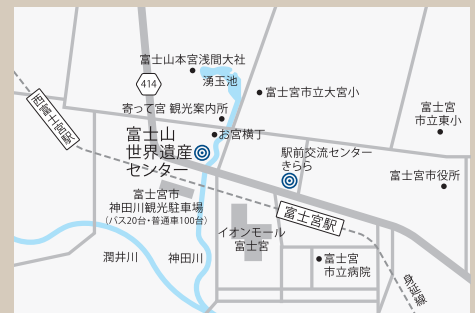 富士山本宮浅間大社
湧玉池
414
富士宮市立大宮小
寄って宮 観光案内所
お宮横丁
富士宮
市立東小
西富士宮駅
富士山
世界遺産
センター
駅前交流センター
きらら
富士宮市役所
富士宮市
神田川観光駐車場
(バス20台・普通車100台)
富士宮駅
イオンモール
富士宮
潤井川
神田川
富士宮
市立病院
身延線